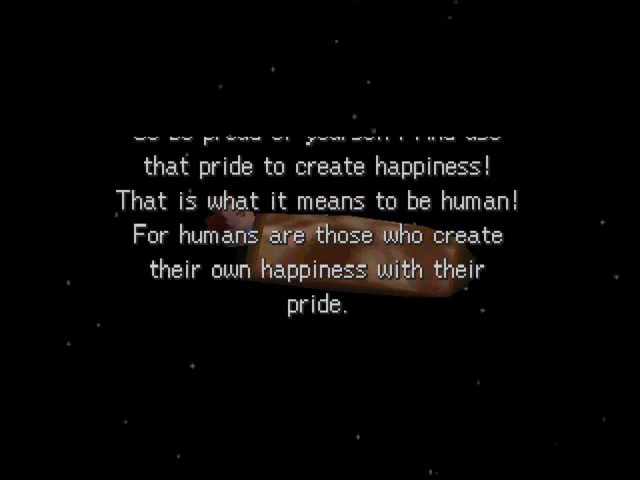 that pride to create happiness!
That is what it means to be human!
For humans are those who create
their own happiness with their
pride.